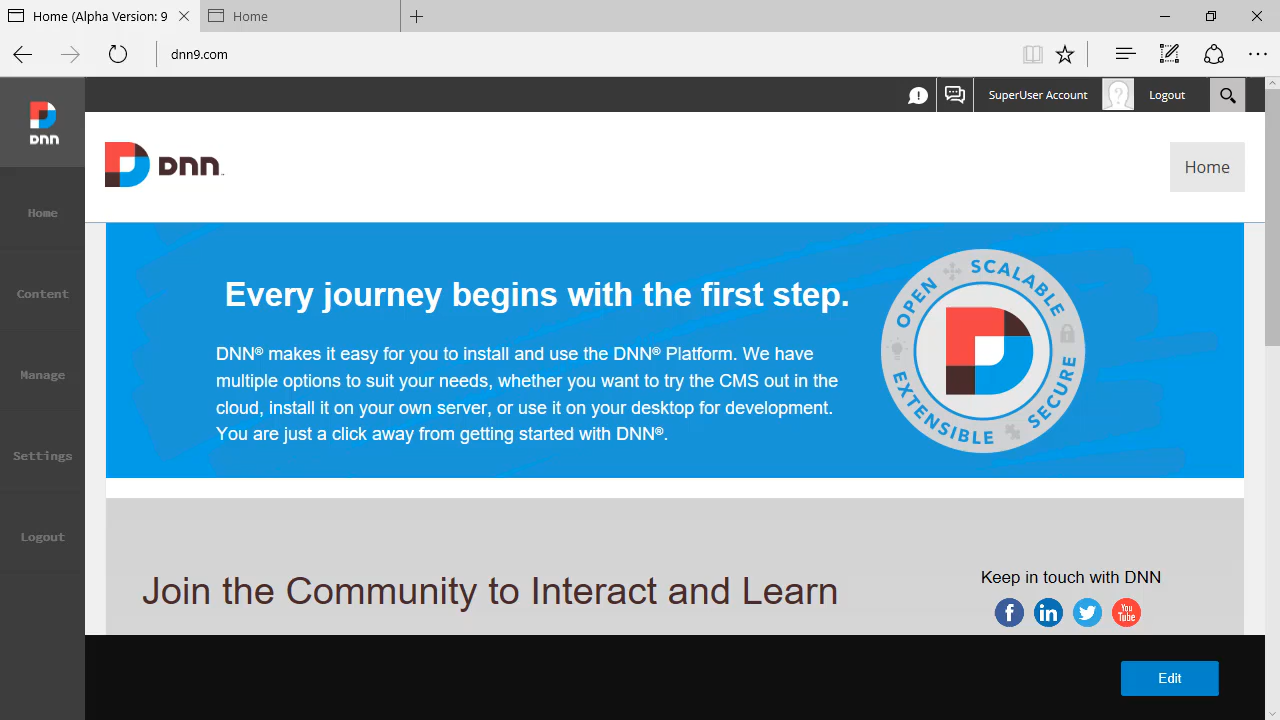 Home (Alpha Version: 9
Home
dnn9.com
SuperUser Account
Logout
DNN
DNN
Home
Home
Content
Manage
Settings
Logout
Every journey begins with the first step.
DNN® makes it easy for you to install and use the DNN® Platform. We have
multiple options to suit your needs, whether you want to try the CMS out in the
cloud, install it on your own server, or use it on your desktop for development.
You are just a click away from getting started with DNN®.
OPEN
SCALABLE
EXTENSIBLE
SECURE
Join the Community to Interact and Learn
Keep in touch with DNN
f
in
You
Tube
Edit